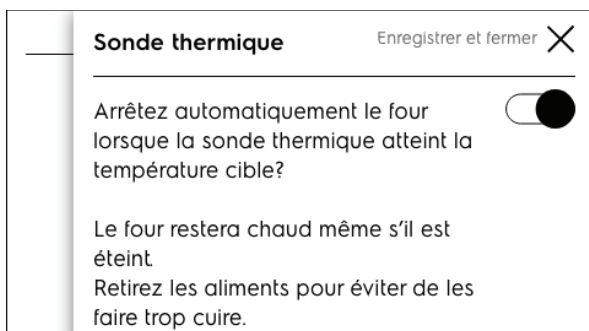 Sonde thermique
Enregistrer et fermer
Arrêtez automatiquement le four
lorsque la sonde thermique atteint la
température cible?
Le four restera chaud même s'il est
éteint.
Retirez les aliments pour éviter de les
faire trop cuire.